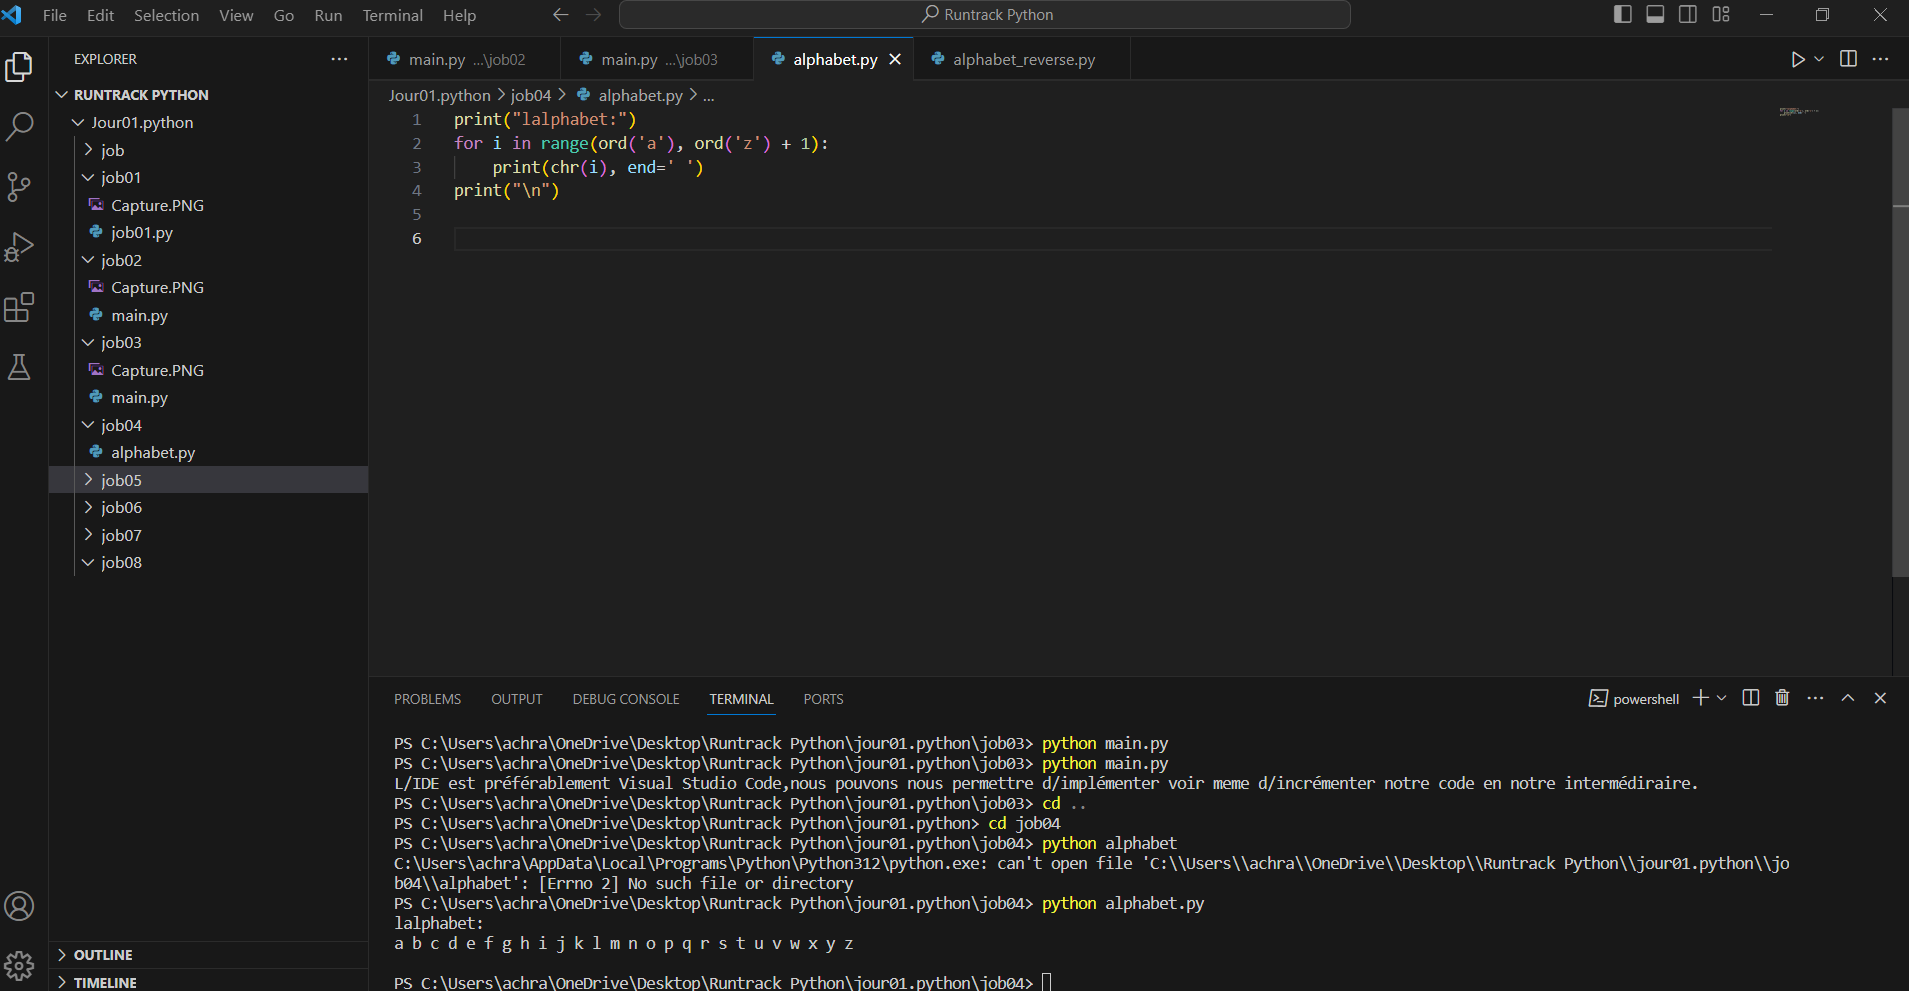 File Edit Selection View Go Run Terminal Help
Runtrack Python
EXPLORER
RUNTRACK PYTHON
Jour01.python
job
job01
Capture.PNG
job01.py
job02
Capture.PNG
main.py
job03
Capture.PNG
main.py
job04
alphabet.py
job05
job06
job07
job08
OUTLINE
TIMELINE
main.py ...\job02
main.py ...\job03
alphabet.py
alphabet_reverse.py
Jour01.python > job04 > alphabet.py > ...
1 print("lalphabet:")
2 for i in range(ord('a'), ord('z') + 1):
3     print(chr(i), end=' ')
4 print("\n")
5
6
PROBLEMS OUTPUT DEBUG CONSOLE TERMINAL PORTS
powershell
PS C:\Users\achra\OneDrive\Desktop\Runtrack Python\jour01.python\job03> python main.py
PS C:\Users\achra\OneDrive\Desktop\Runtrack Python\jour01.python\job03> python main.py
L/IDE est préférablement Visual Studio Code,nous pouvons nous permettre d/implémenter voir meme d/incrémenter notre code en notre intermédiraire.
PS C:\Users\achra\OneDrive\Desktop\Runtrack Python\jour01.python\job03> cd ..
PS C:\Users\achra\OneDrive\Desktop\Runtrack Python\jour01.python> cd job04
PS C:\Users\achra\OneDrive\Desktop\Runtrack Python\jour01.python\job04> python alphabet
C:\Users\achra\AppData\Local\Programs\Python\Python312\python.exe: can't open file 'C:\\Users\\achra\\OneDrive\\Desktop\\Runtrack Python\\jour01.python\\jo
b04\\alphabet': [Errno 2] No such file or directory
PS C:\Users\achra\OneDrive\Desktop\Runtrack Python\jour01.python\job04> python alphabet.py
lalphabet:
a b c d e f g h i j k l m n o p q r s t u v w x y z
PS C:\Users\achra\OneDrive\Desktop\Runtrack Python\jour01.python\job04>